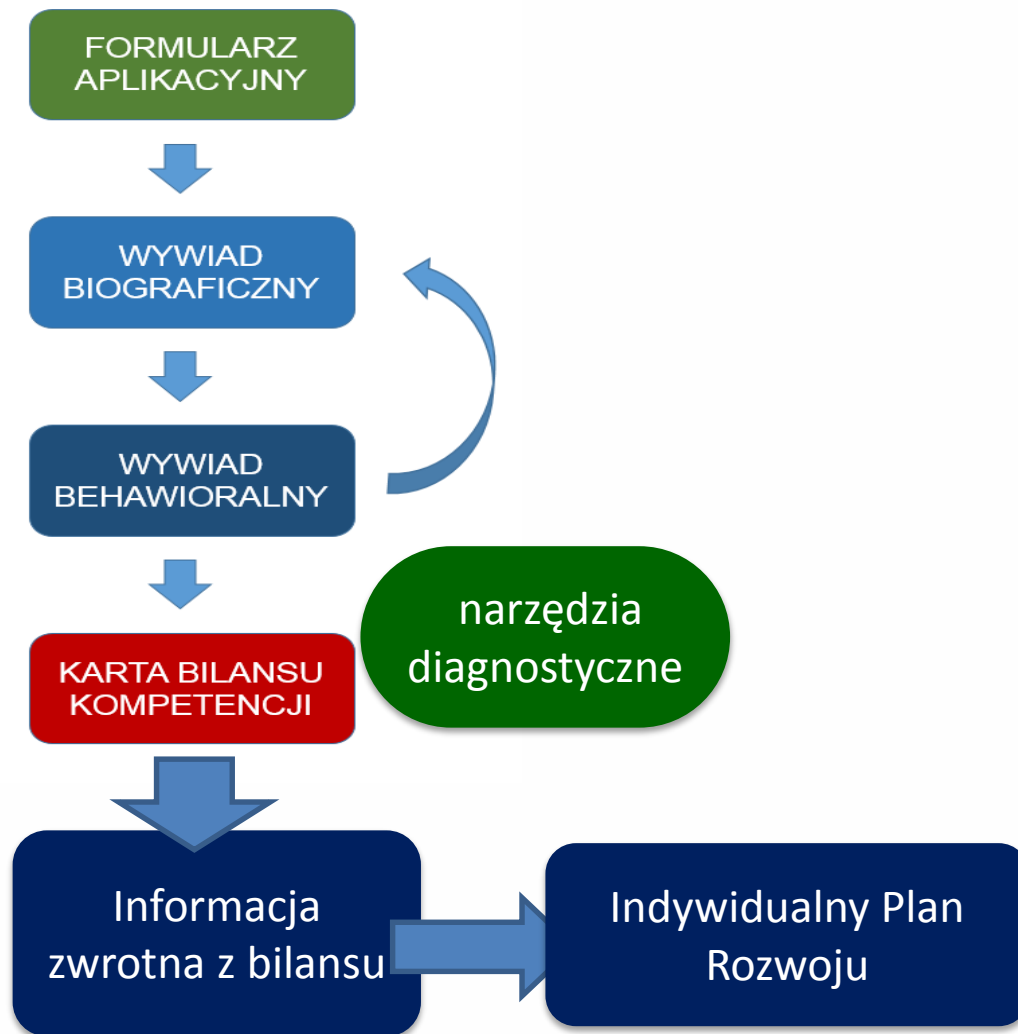 FORMULARZ
APLIKACYJNY
WYWIAD
BIOGRAFICZNY
WYWIAD
BEHAWIORALNY
narzędzia
diagnostyczne
KARTA BILANSU
KOMPETENCJI
Informacja
zwrotna z bilansu
Indywidualny Plan
Rozwoju